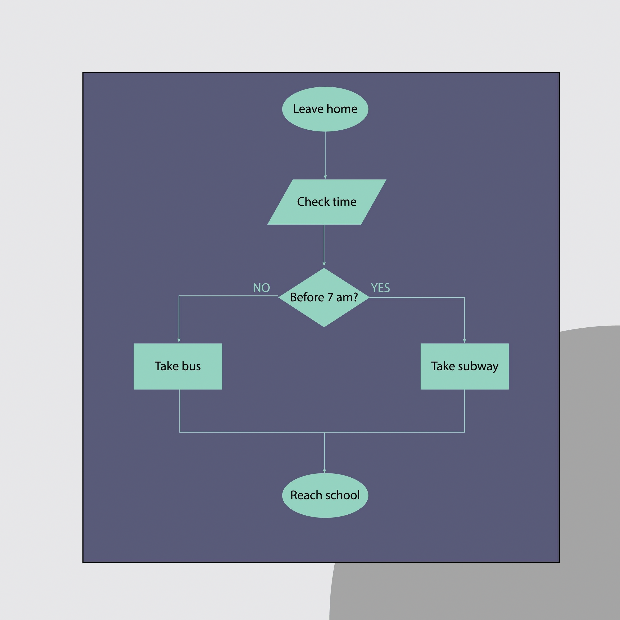 Leave home
Check time
NO
YES
Before 7 am?
Take bus
Take subway
Reach school